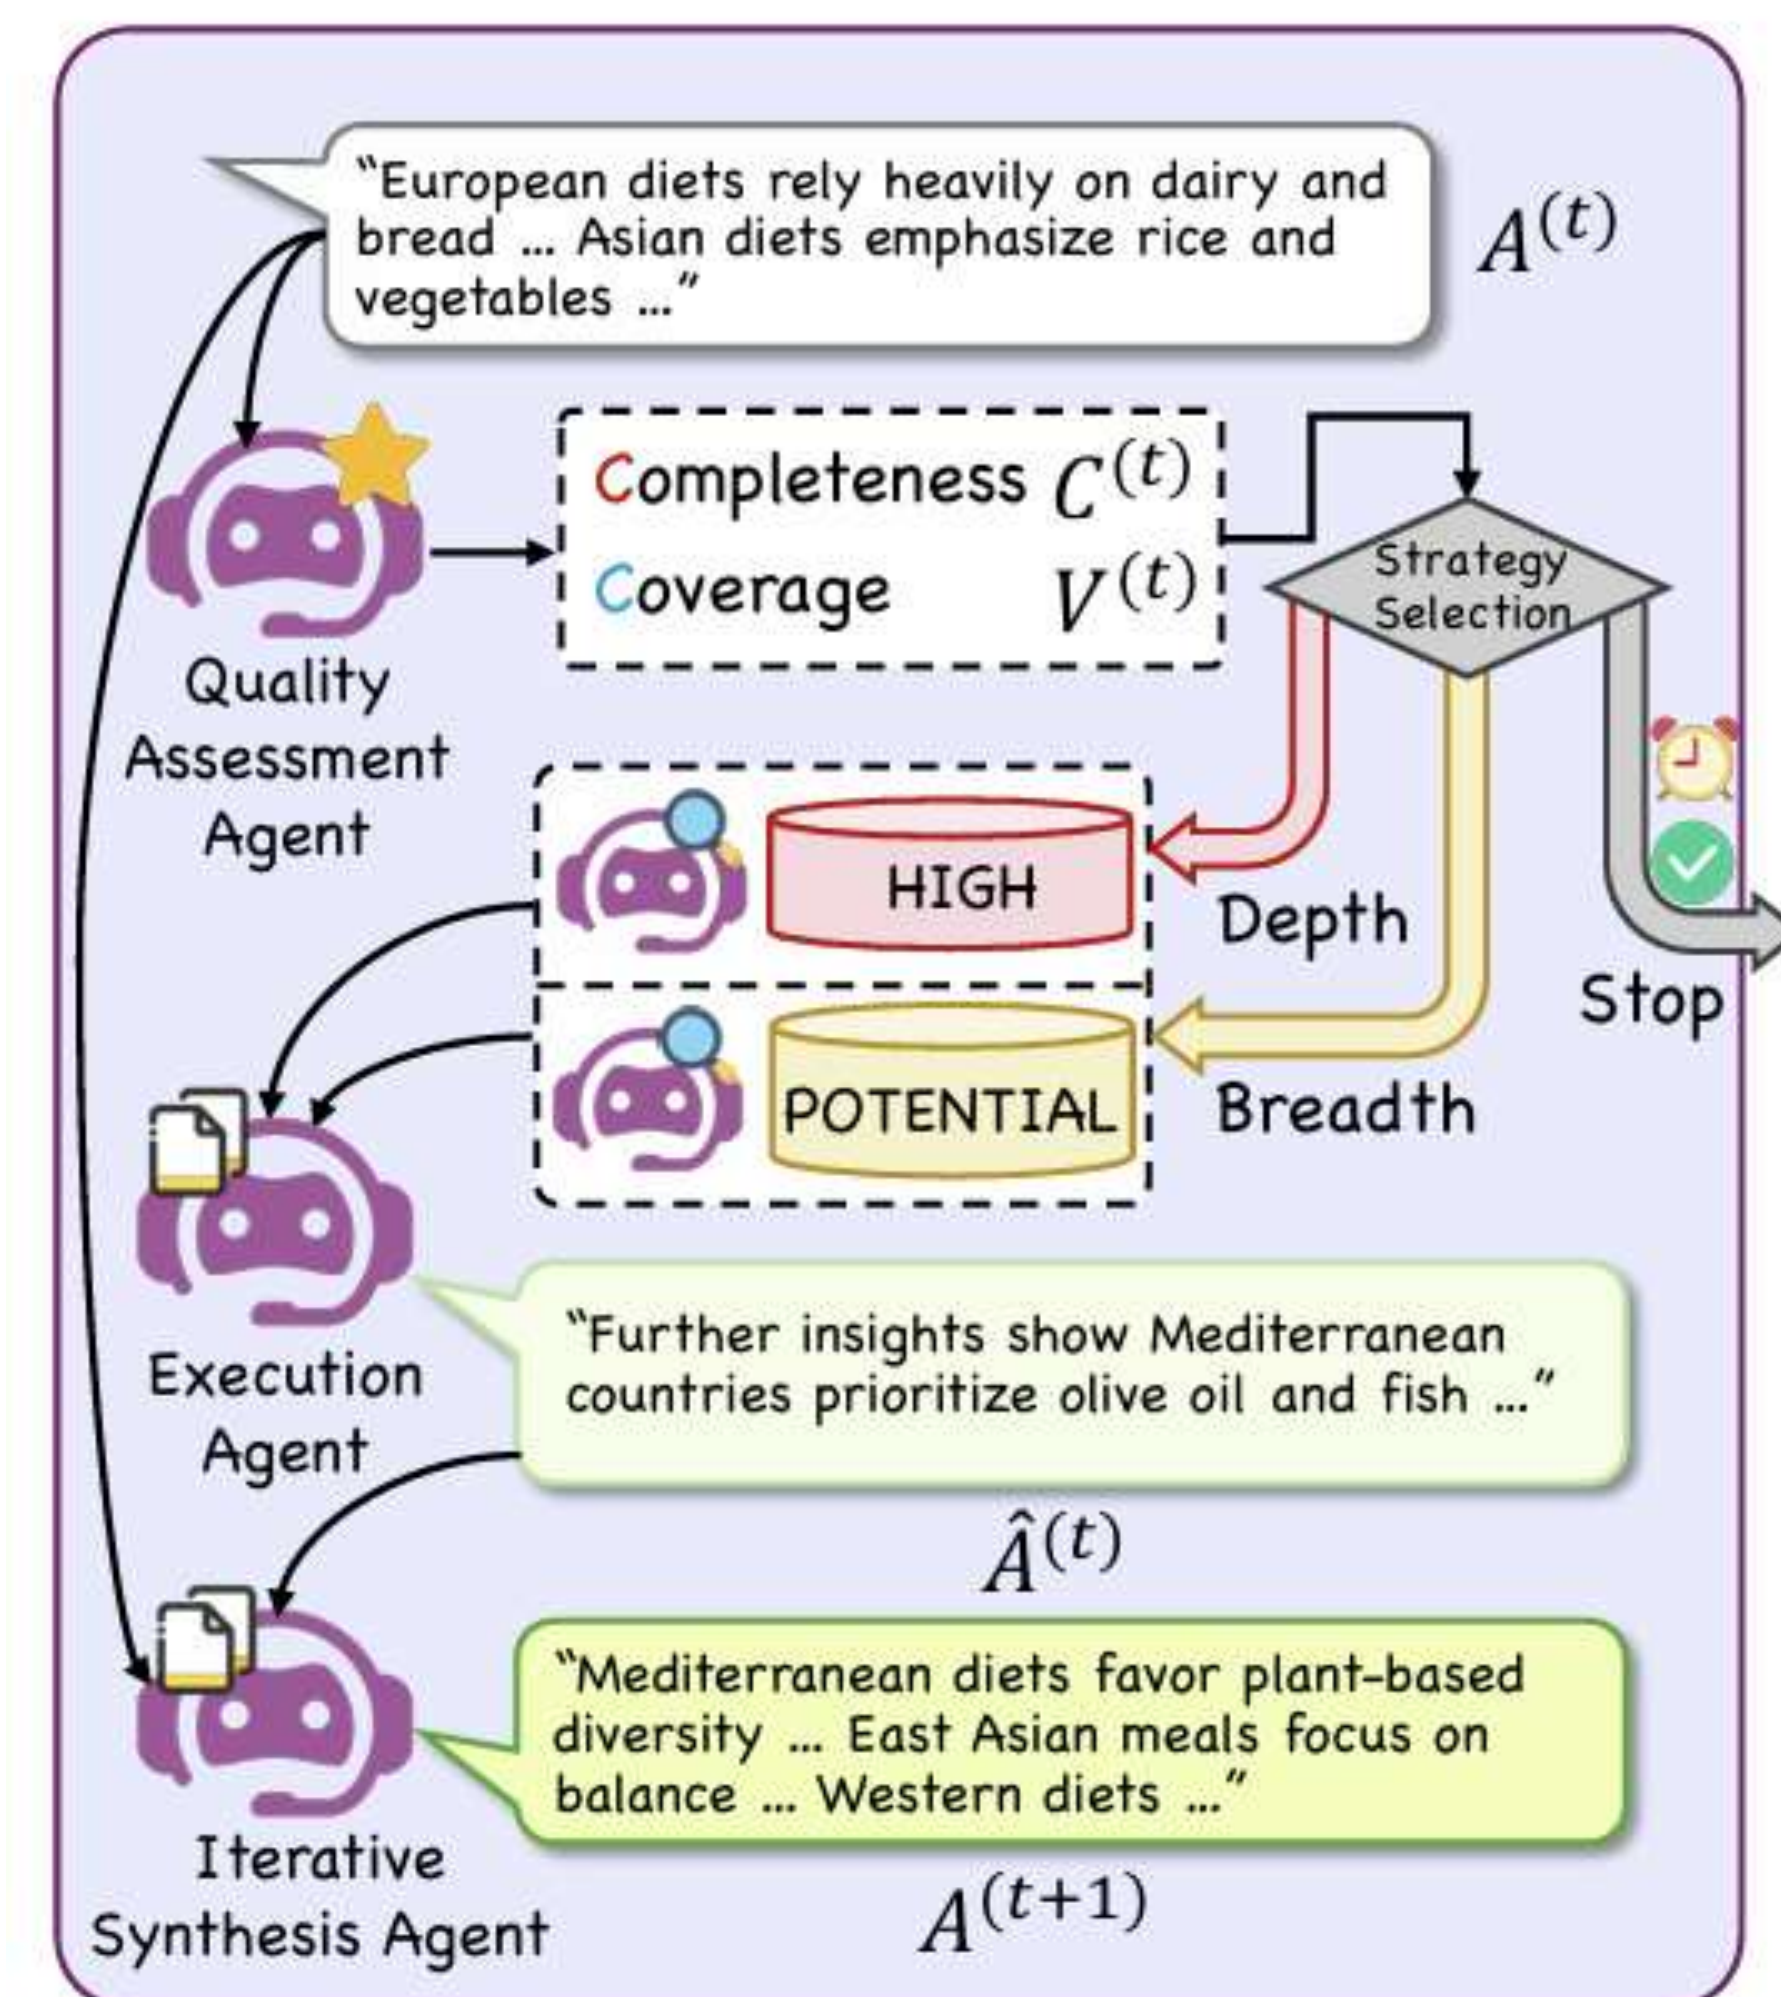 “European diets rely heavily on dairy and
bread ... Asian diets emphasize rice and
vegetables ...”
A^(t)
Completeness C^(t)
Coverage V^(t)
Strategy
Selection
Quality
Assessment
Agent
HIGH
Depth
Stop
POTENTIAL
Breadth
Execution
Agent
“Further insights show Mediterranean
countries prioritize olive oil and fish ...”
Â^(t)
“Mediterranean diets favor plant-based
diversity ... East Asian meals focus on
balance ... Western diets ...”
Iterative
Synthesis Agent
A^(t+1)